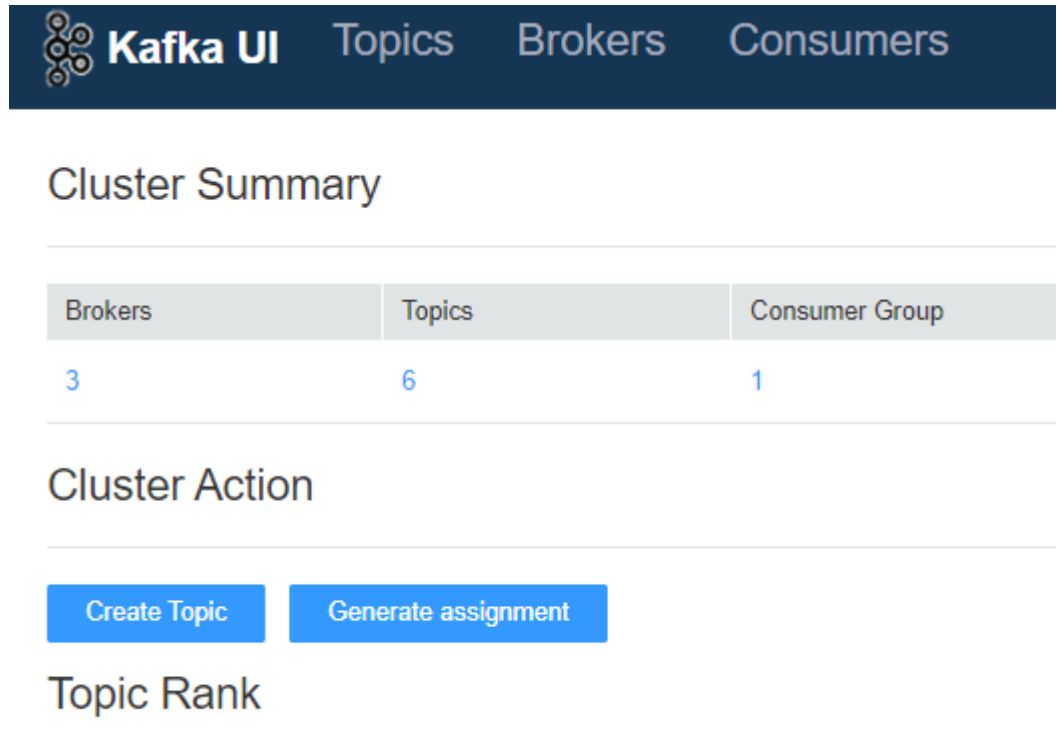 Kafka UI Topics Brokers Consumers
Cluster Summary
Brokers Topics Consumer Group
3 6 1
Cluster Action
Create Topic Generate assignment
Topic Rank